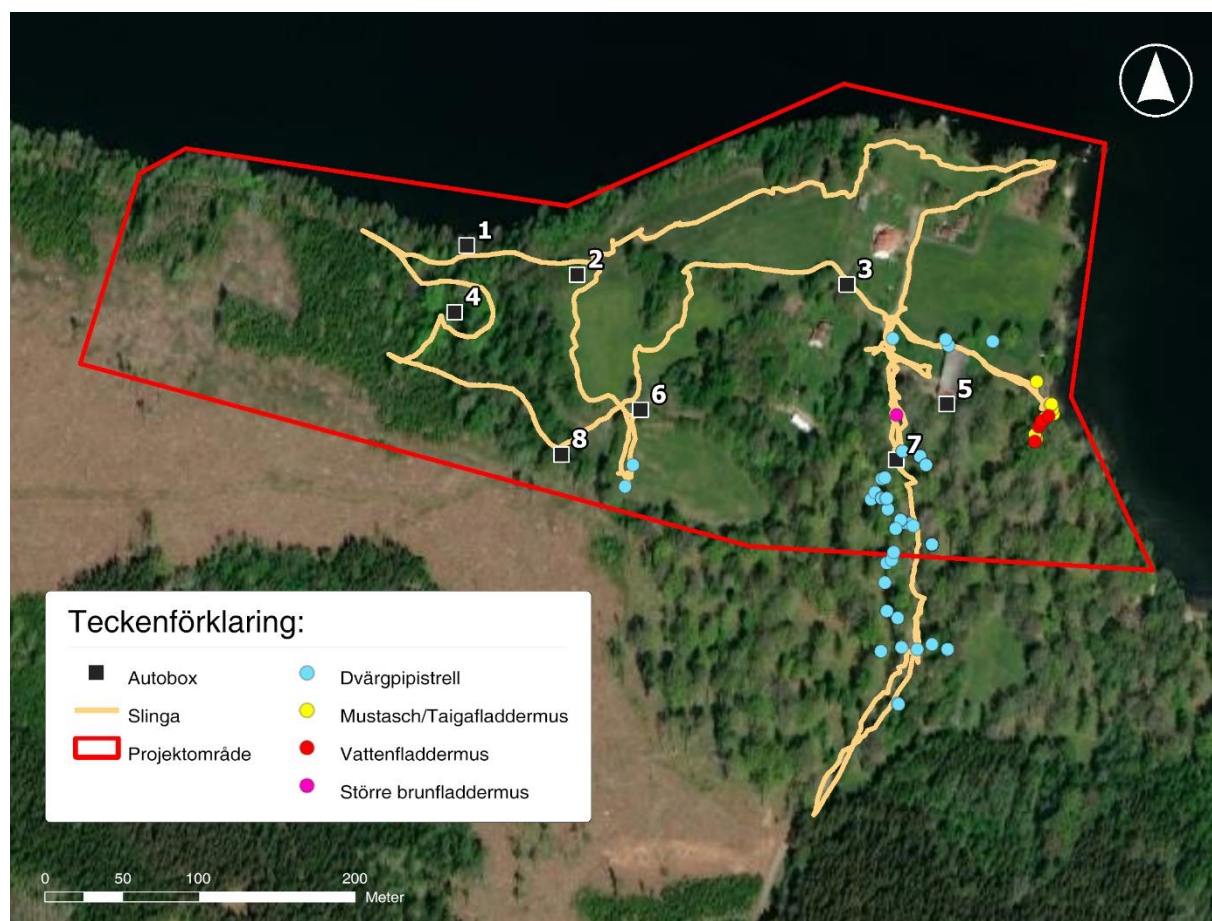 1
2
3
4
5
6
7
8
Teckenförklaring:
Autobox
Slinga
Projektområde
Dvärgpipistrell
Mustasch/Taigafladdermus
Vattenfladdermus
Större brunfladdermus
0 50 100 200
Meter